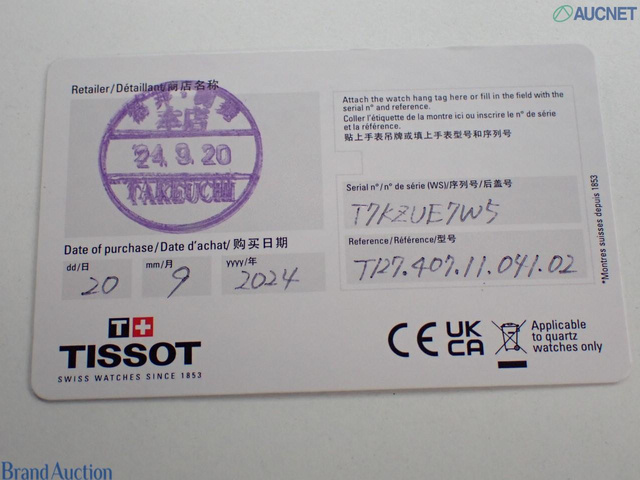 AUCNET
Retailer/Détaillant/商店名称
本店
24.9.20
TAKEUCHI
Attach the watch hang tag here or fill in the field with the
serial n° and reference.
Coller l'étiquette de la montre ici ou inscrire le n° de série
et la référence.
贴上手表吊牌或填上手表型号和序列号
Serial n°/n° de série (WS)/序列号/后盖号
T7KZUE7W5
Reference/Référence/型号
T127.407.11.041.02
*Montres suisses depuis 1853
Date of purchase/Date d'achat/购买日期
dd/日 mm/月 yyyy/年
20 9 2024
T+
TISSOT
SWISS WATCHES SINCE 1853
CE UK
CA
Applicable
to quartz
watches only
Brand Auction